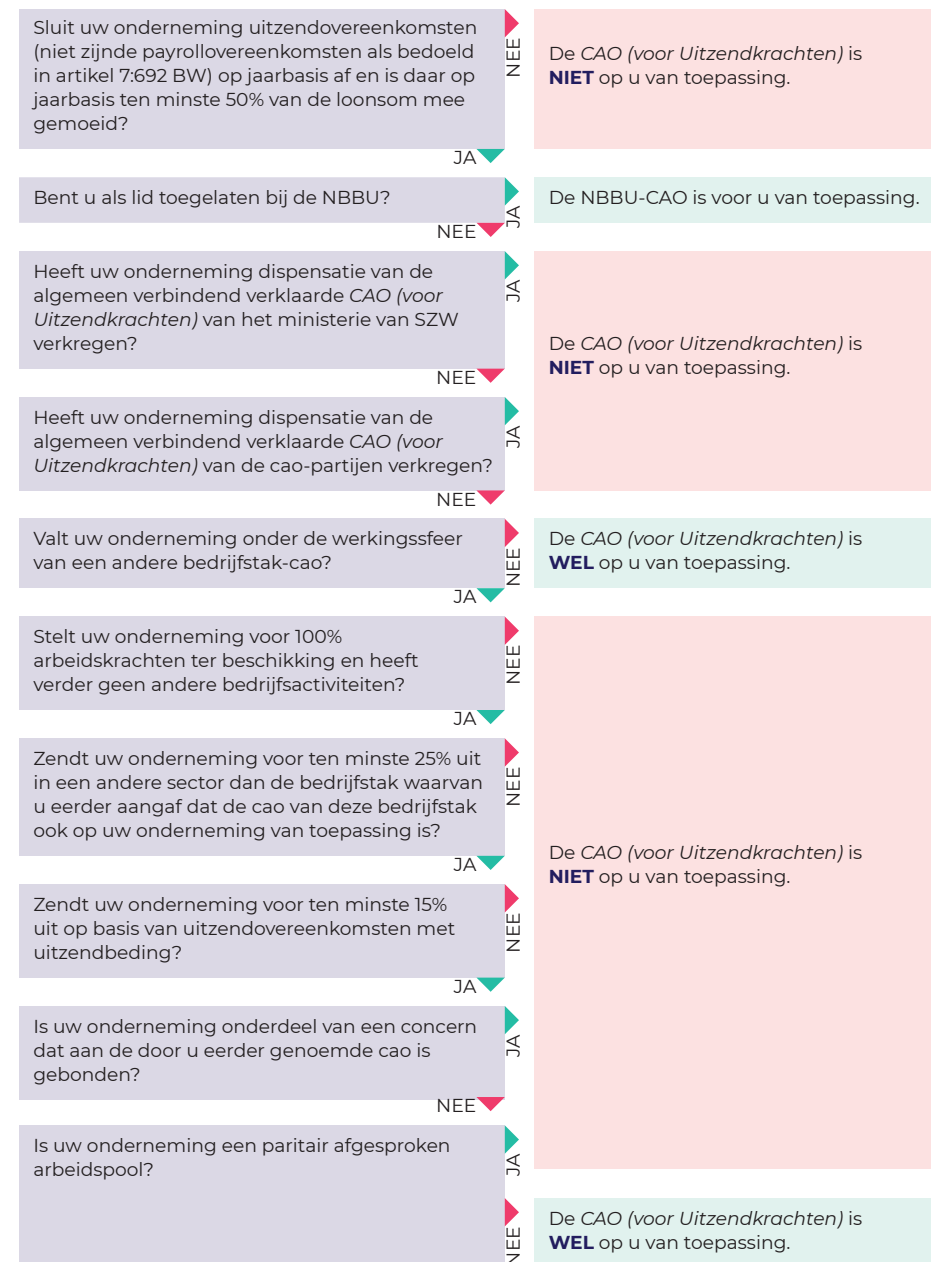 Sluit uw onderneming uitzendovereenkomsten
(niet zijnde payrollovereenkomsten als bedoeld
in artikel 7:692 BW) op jaarbasis af en is daar op
jaarbasis ten minste 50% van de loonsom mee
gemoeid?
NEE
De CAO (voor Uitzendkrachten) is
NIET op u van toepassing.
JA
Bent u als lid toegelaten bij de NBBU?
JA
De NBBU-CAO is voor u van toepassing.
NEE
Heeft uw onderneming dispensatie van de
algemeen verbindend verklaarde CAO (voor
Uitzendkrachten) van het ministerie van SZW
verkregen?
JA
De CAO (voor Uitzendkrachten) is
NIET op u van toepassing.
NEE
Heeft uw onderneming dispensatie van de
algemeen verbindend verklaarde CAO (voor
Uitzendkrachten) van de cao-partijen verkregen?
JA
NEE
Valt uw onderneming onder de werkingssfeer
van een andere bedrijfstak-cao?
NEE
De CAO (voor Uitzendkrachten) is
WEL op u van toepassing.
JA
Stelt uw onderneming voor 100%
arbeidskrachten ter beschikking en heeft
verder geen andere bedrijfsactiviteiten?
NEE
JA
Zendt uw onderneming voor ten minste 25% uit
in een andere sector dan de bedrijfstak waarvan
u eerder aangaf dat de cao van deze bedrijfstak
ook op uw onderneming van toepassing is?
NEE
De CAO (voor Uitzendkrachten) is
NIET op u van toepassing.
JA
Zendt uw onderneming voor ten minste 15%
uit op basis van uitzendovereenkomsten met
uitzendbeding?
NEE
JA
Is uw onderneming onderdeel van een concern
dat aan de door u eerder genoemde cao is
gebonden?
JA
NEE
Is uw onderneming een paritair afgesproken
arbeidspool?
JA
NEE
De CAO (voor Uitzendkrachten) is
WEL op u van toepassing.